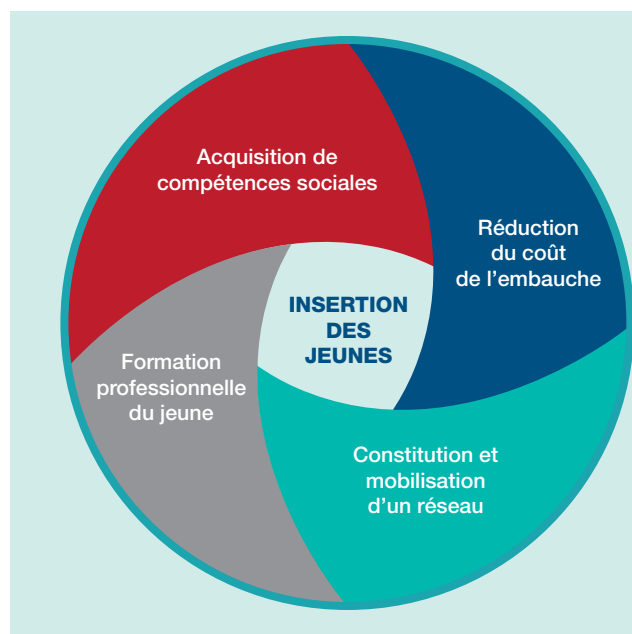 Acquisition de
compétences sociales
Réduction
du coût
de l'embauche
INSERTION
DES
JEUNES
Formation
professionnelle
du jeune
Constitution et
mobilisation
d'un réseau